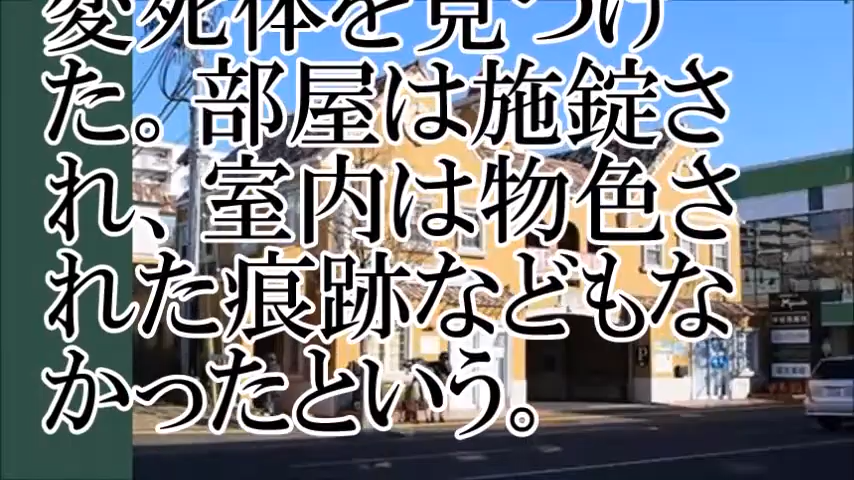 変死体を見つけ
た。部屋は施錠さ
れ、室内は物色さ
れた痕跡などもな
かったという。
P